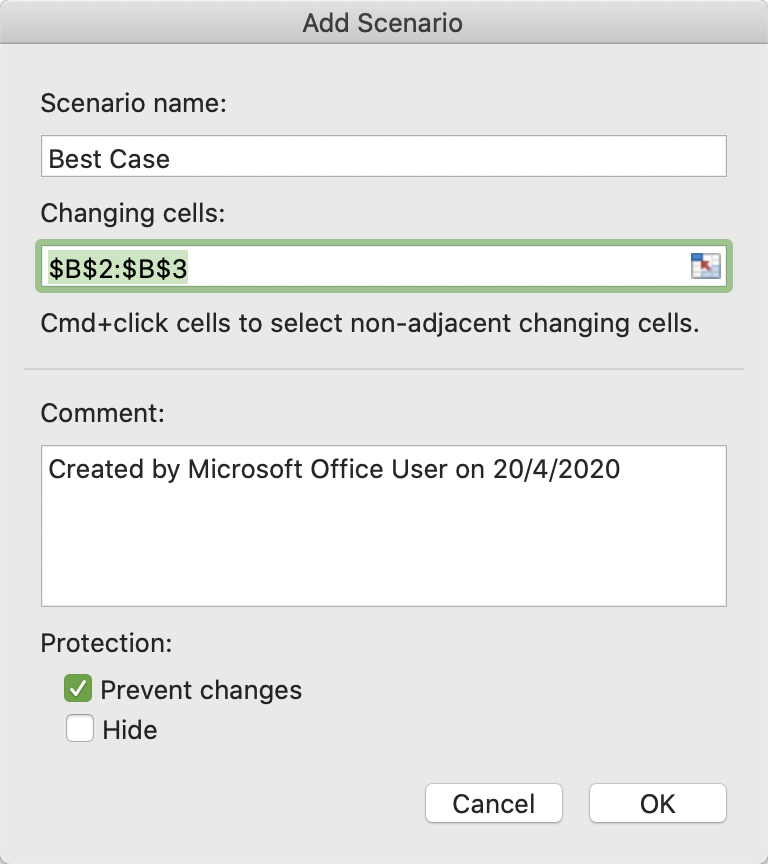 Add Scenario
Scenario name:
Best Case
Changing cells:
$B$2:$B$3
Cmd+click cells to select non-adjacent changing cells.
Comment:
Created by Microsoft Office User on 20/4/2020
Protection:
Prevent changes
Hide
Cancel OK